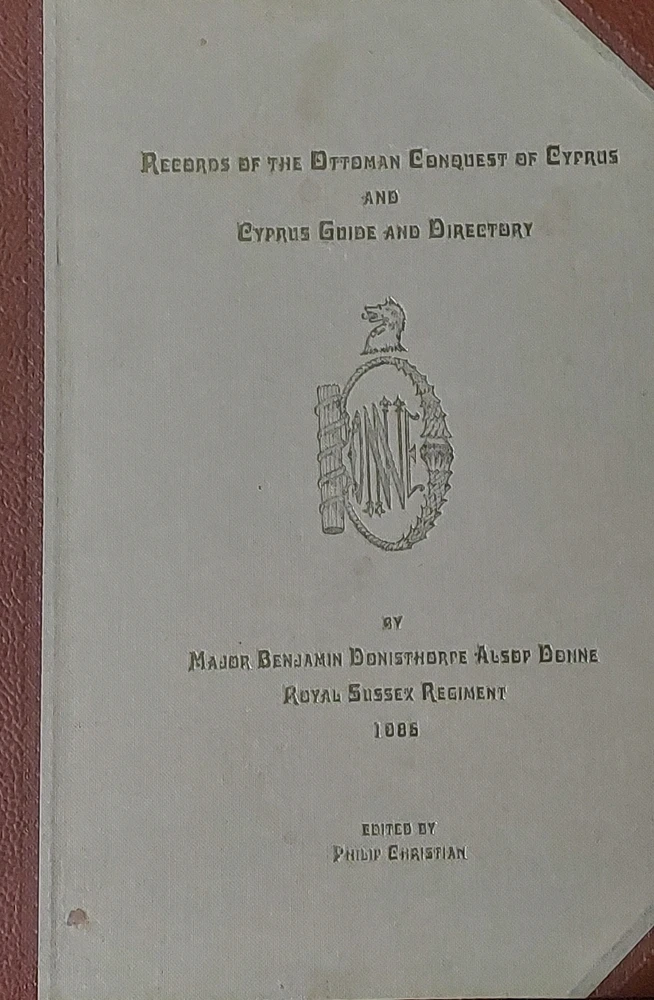 RECORDS OF THE OTTOMAN CONQUEST OF CYPRUS
AND
CYPRUS GUIDE AND DIRECTORY
BY
MAJOR BENJAMIN DONISTHORPE ALSOP DONNE
ROYAL SUSSEX REGIMENT
EDITED BY
PHILIP CHRISTIAN